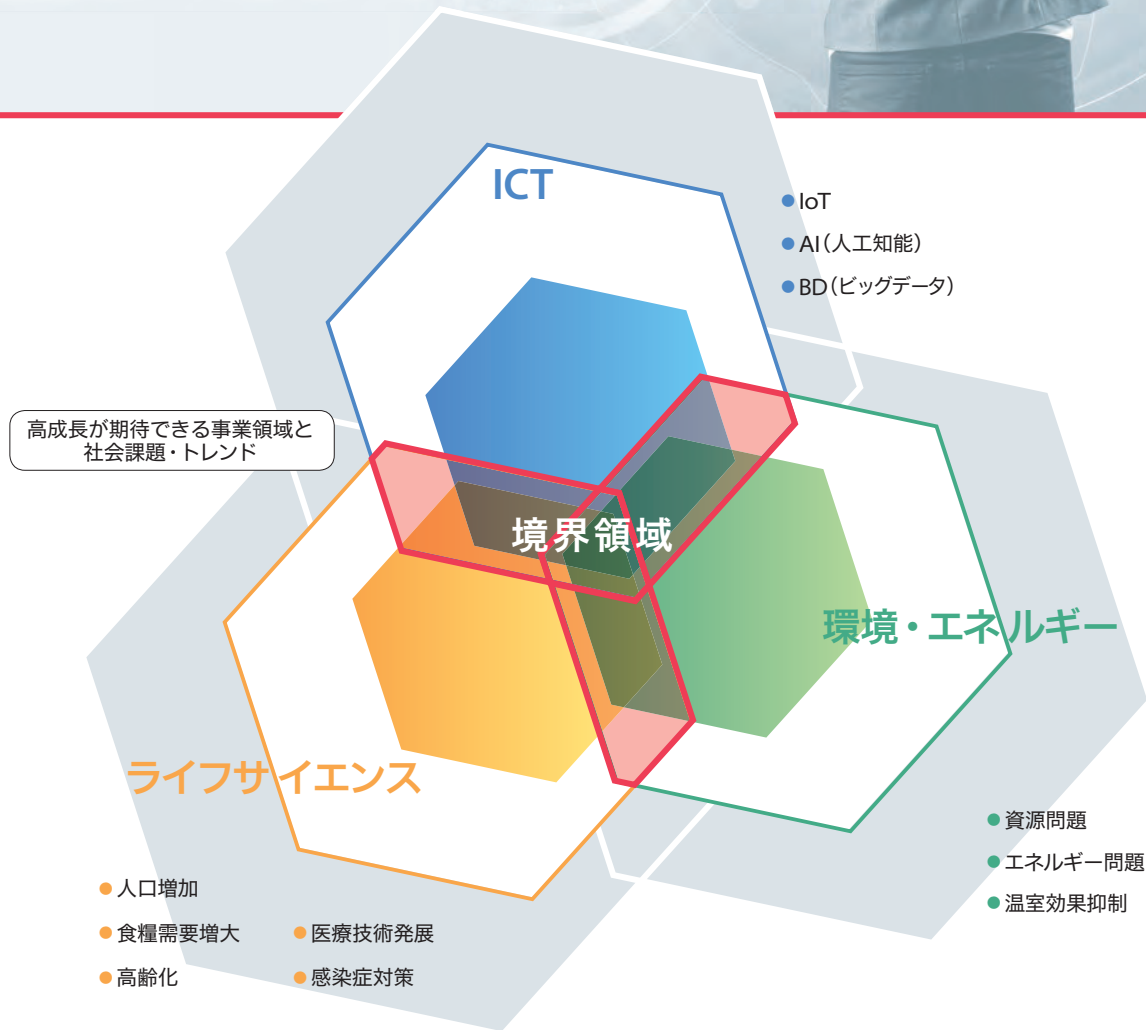 ICT
● IoT
● AI（人工知能）
● BD（ビッグデータ）
高成長が期待できる事業領域と
社会課題・トレンド
境界領域
環境・エネルギー
ライフサイエンス
● 資源問題
● エネルギー問題
● 温室効果抑制
● 人口増加
● 食糧需要増大
● 高齢化
● 医療技術発展
● 感染症対策